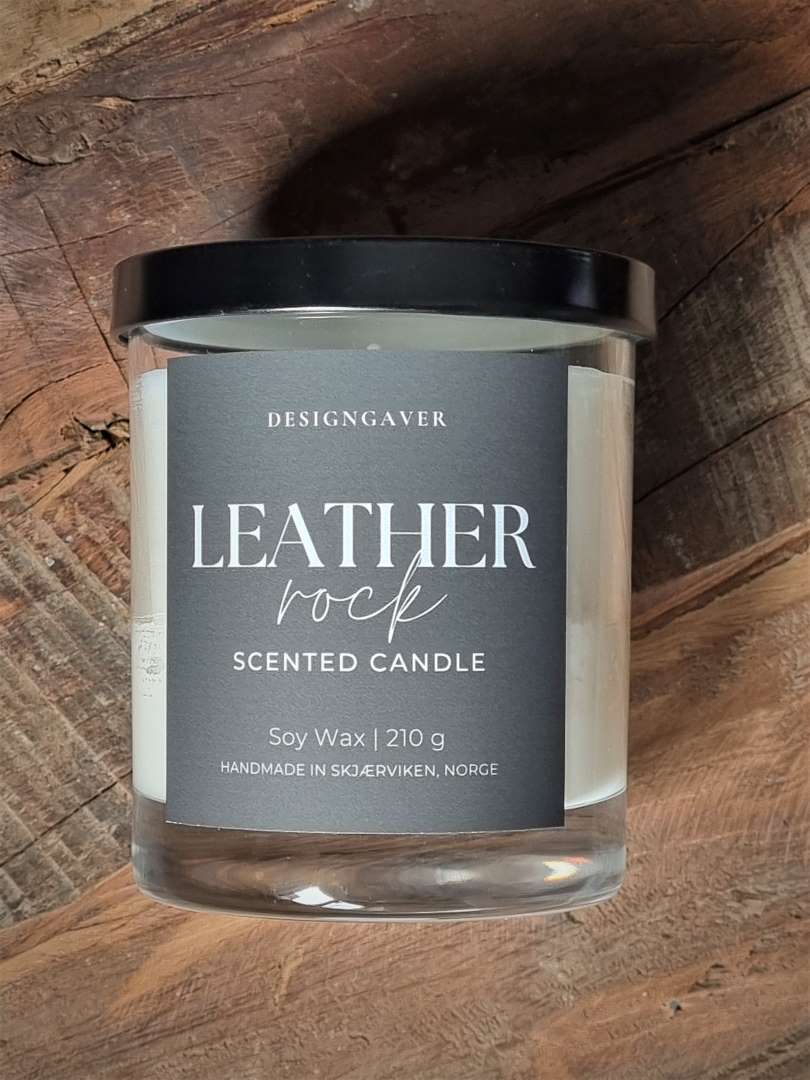 DESIGNGAVER
LEATHER
rock
SCENTED CANDLE
Soy Wax | 210 g
HANDMADE IN SKJÆRVIKEN, NORGE